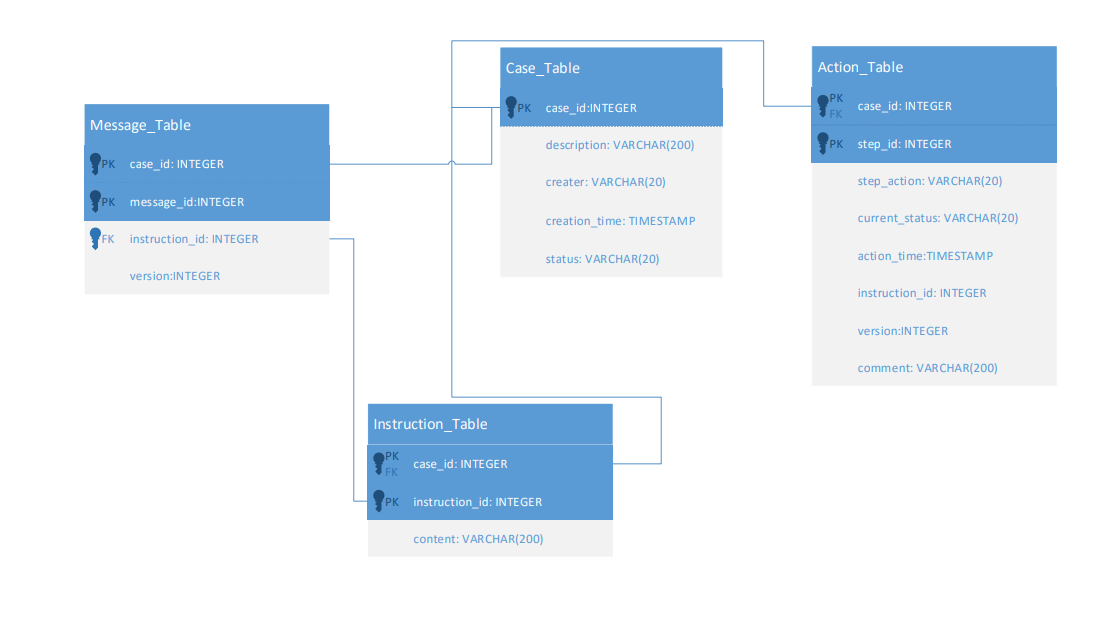 Message_Table
PK case_id: INTEGER
PK message_id:INTEGER
FK instruction_id: INTEGER
version:INTEGER
Case_Table
PK case_id:INTEGER
description: VARCHAR(200)
creater: VARCHAR(20)
creation_time: TIMESTAMP
status: VARCHAR(20)
Action_Table
PK
FK
case_id: INTEGER
PK step_id: INTEGER
step_action: VARCHAR(20)
current_status: VARCHAR(20)
action_time:TIMESTAMP
instruction_id: INTEGER
version:INTEGER
comment: VARCHAR(200)
Instruction_Table
PK
FK
case_id: INTEGER
PK instruction_id: INTEGER
content: VARCHAR(200)